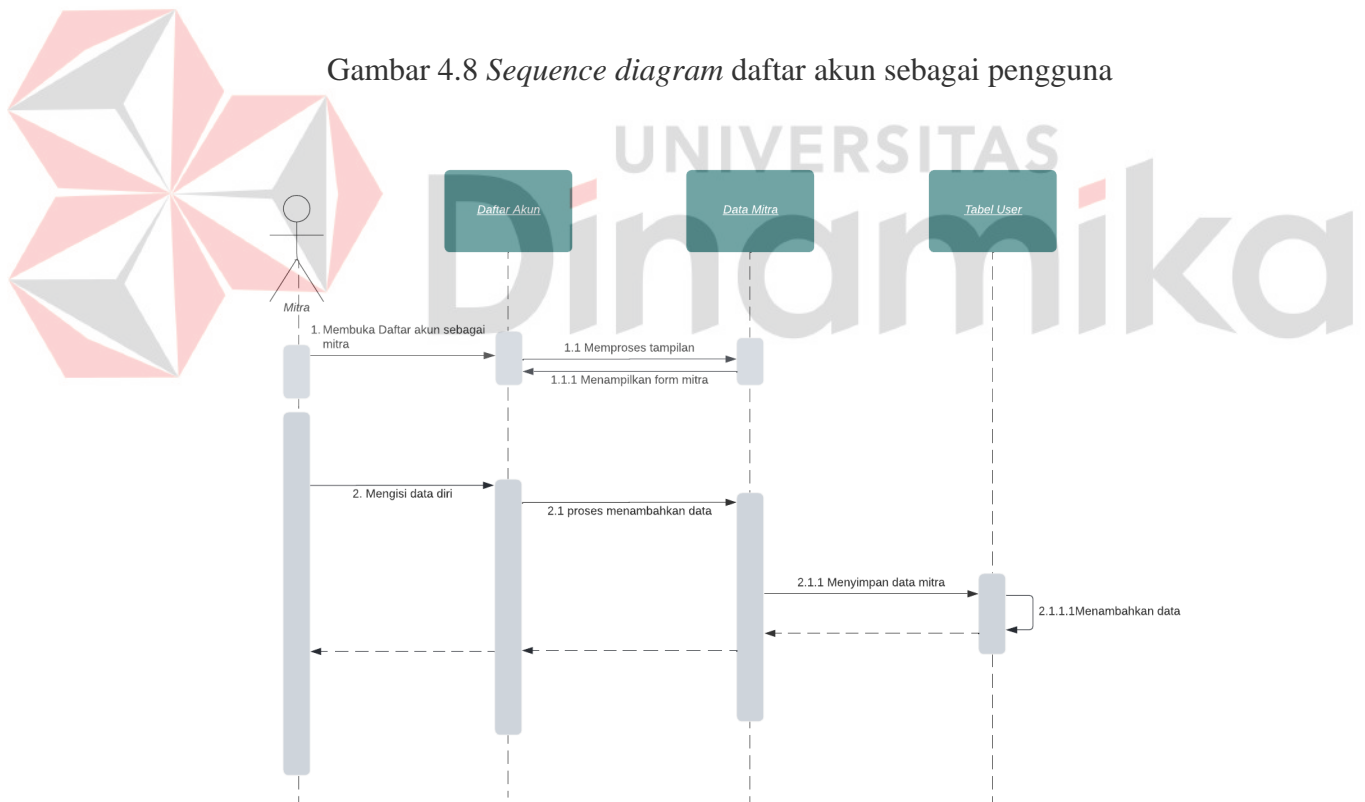 Gambar 4.8 Sequence diagram daftar akun sebagai pengguna
UNIVERSITAS
Dinamika
Daftar Akun
Data Mitra
Tabel User
Mitra
1. Membuka Daftar akun sebagai
mitra
1.1 Memproses tampilan
1.1.1 Menampilkan form mitra
2. Mengisi data diri
2.1 proses menambahkan data
2.1.1 Menyimpan data mitra
2.1.1.1Menambahkan data